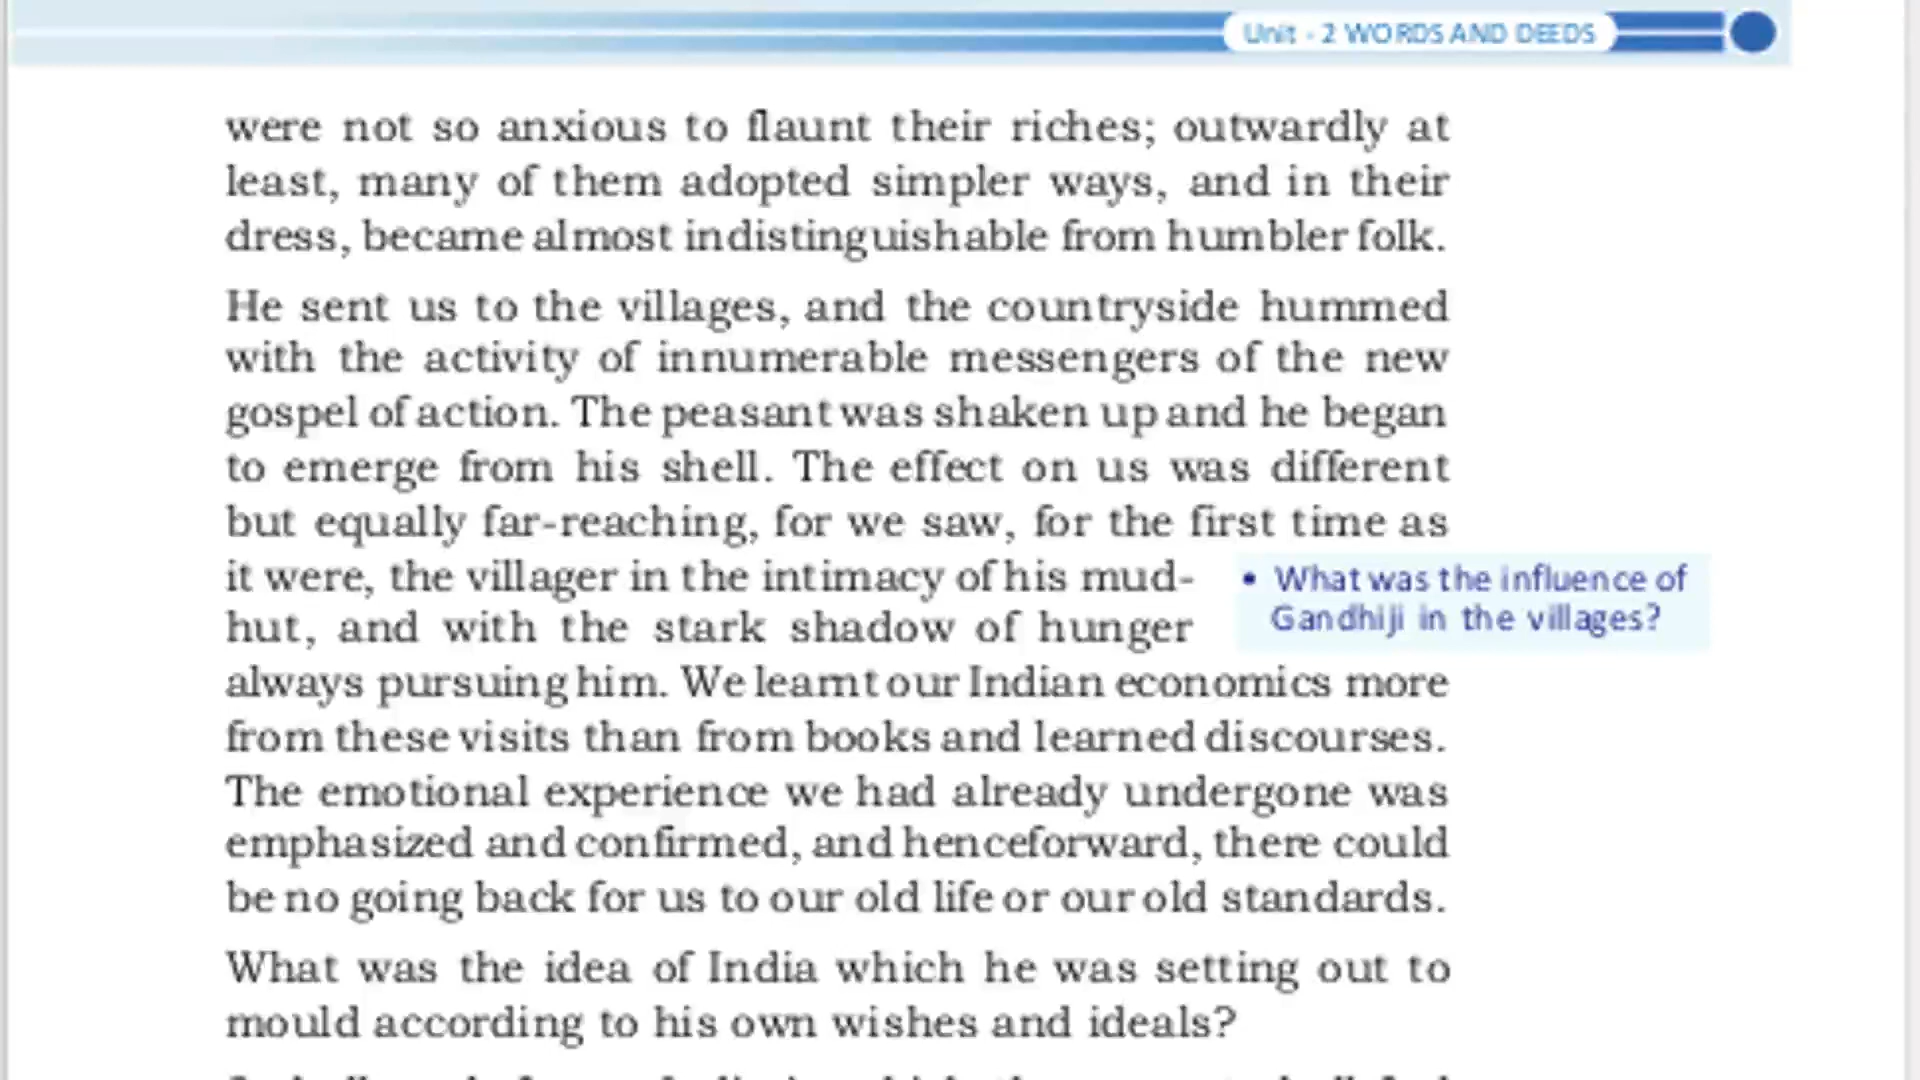 Unit - 2 WORDS AND DEEDS
were not so anxious to flaunt their riches; outwardly at
least, many of them adopted simpler ways, and in their
dress, became almost indistinguishable from humbler folk.
He sent us to the villages, and the countryside hummed
with the activity of innumerable messengers of the new
gospel of action. The peasant was shaken up and he began
to emerge from his shell. The effect on us was different
but equally far-reaching, for we saw, for the first time as
it were, the villager in the intimacy of his mud-
hut, and with the stark shadow of hunger
always pursuing him. We learnt our Indian economics more
from these visits than from books and learned discourses.
The emotional experience we had already undergone was
emphasized and confirmed, and henceforward, there could
be no going back for us to our old life or our old standards.
What was the idea of India which he was setting out to
mould according to his own wishes and ideals?
• What was the influence of
Gandhiji in the villages?